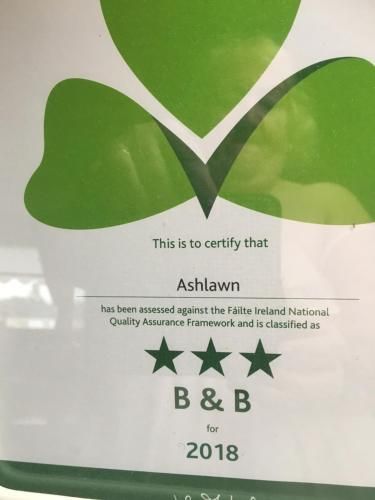 This is to certify that
Ashlawn
has been assessed against the Fáilte Ireland National
Quality Assurance Framework and is classified as
B & B
for
2018